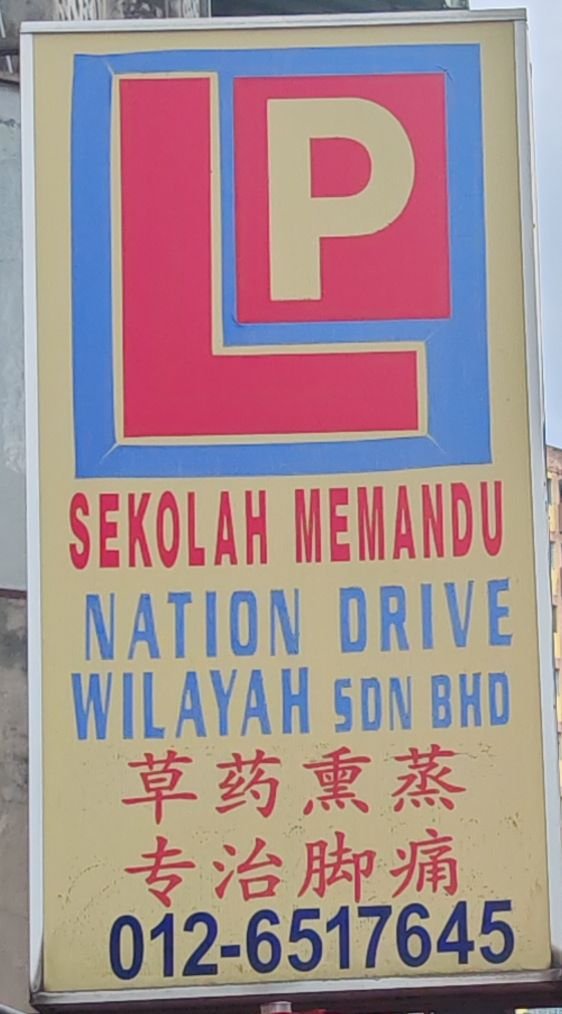 L P
SEKOLAH MEMANDU
NATION DRIVE
WILAYAH SDN BHD
草药熏蒸
专治脚痛
012-6517645